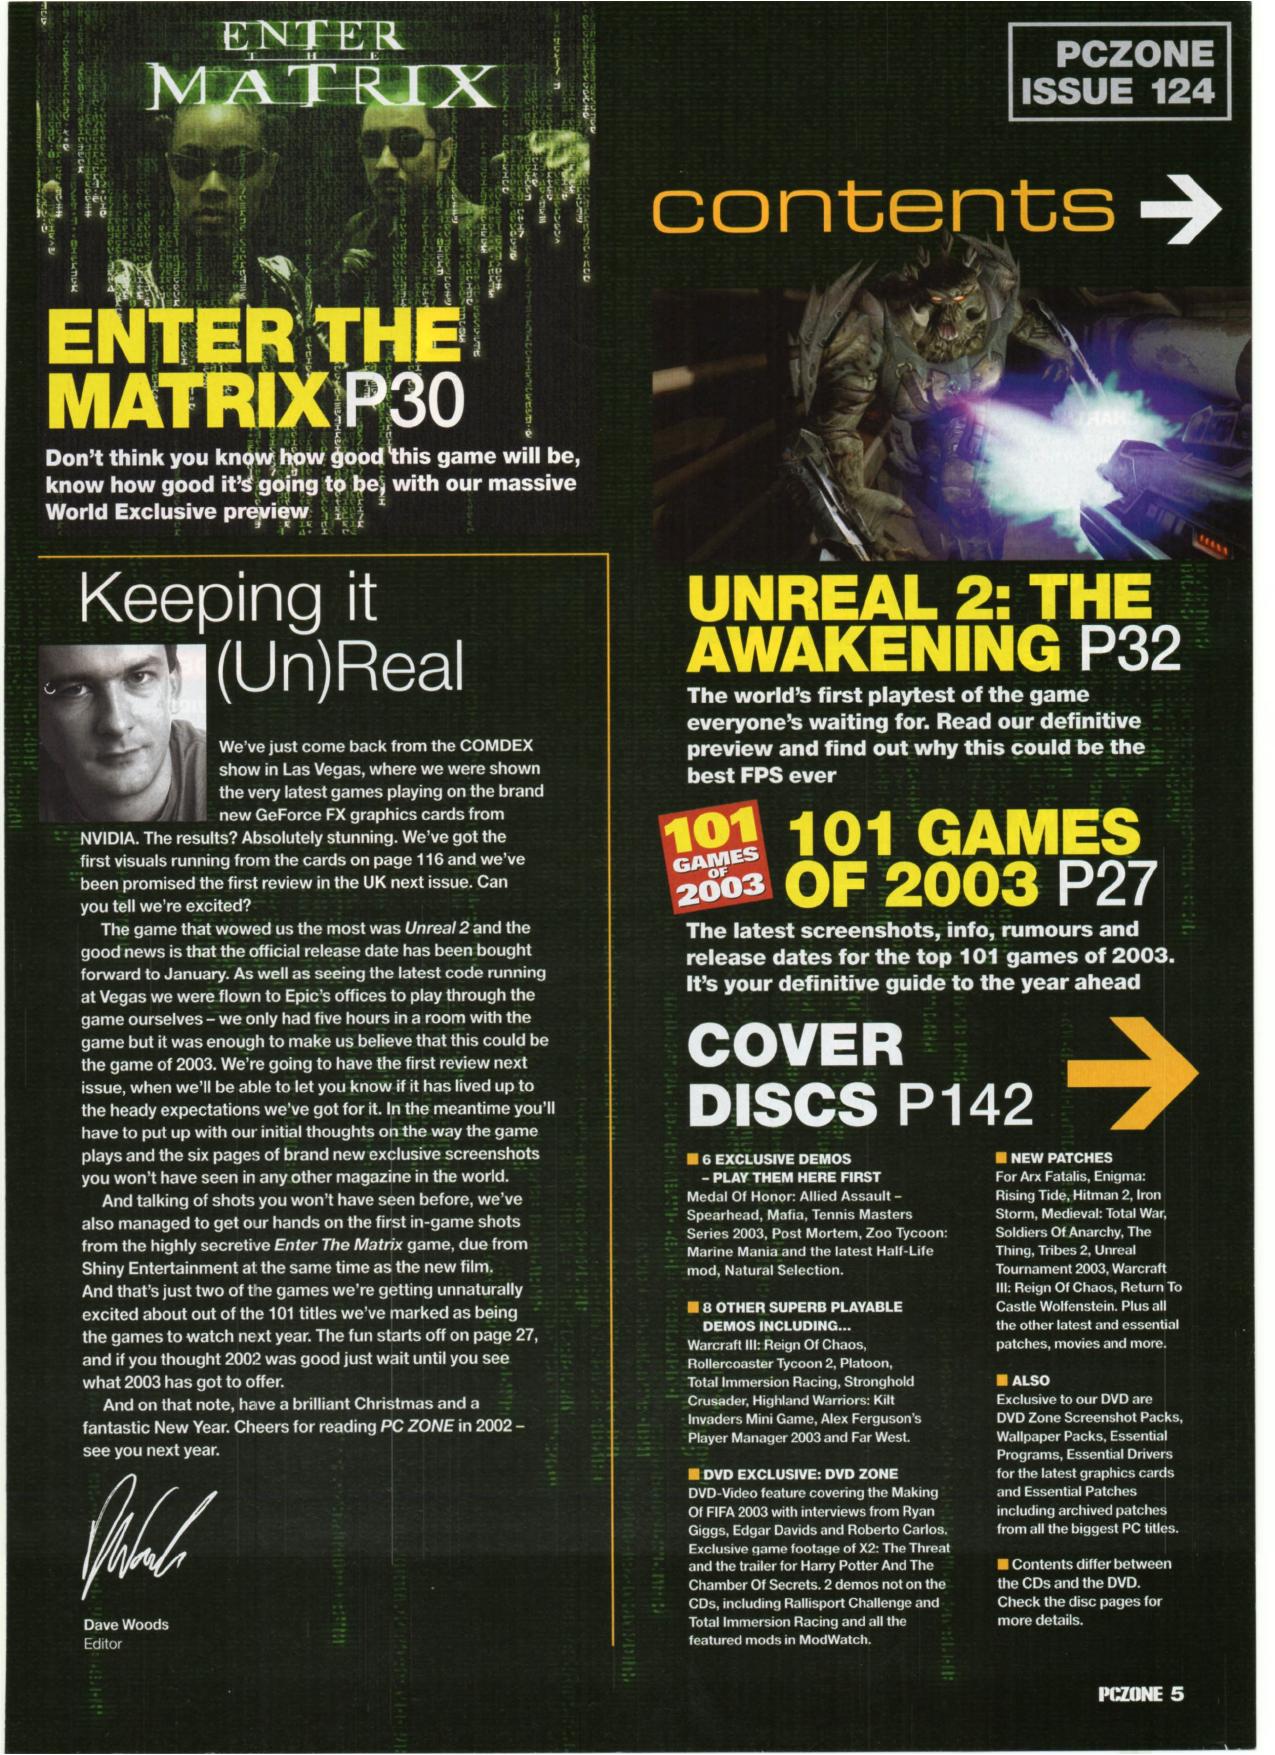 ENTER
THE
MATRIX
ENTER THE
MATRIX P30
Don't think you know how good this game will be,
know how good it's going to be, with our massive
World Exclusive preview
Keeping it
(Un)Real
We've just come back from the COMDEX
show in Las Vegas, where we were shown
the very latest games playing on the brand
new GeForce FX graphics cards from
NVIDIA. The results? Absolutely stunning. We've got the
first visuals running from the cards on page 116 and we've
been promised the first review in the UK next issue. Can
you tell we're excited?
The game that wowed us the most was Unreal 2 and the
good news is that the official release date has been bought
forward to January. As well as seeing the latest code running
at Vegas we were flown to Epic's offices to play through the
game ourselves – we only had five hours in a room with the
game but it was enough to make us believe that this could be
the game of 2003. We're going to have the first review next
issue, when we'll be able to let you know if it has lived up to
the heady expectations we've got for it. In the meantime you'll
have to put up with our initial thoughts on the way the game
plays and the six pages of brand new exclusive screenshots
you won't have seen in any other magazine in the world.
And talking of shots you won't have seen before, we've
also managed to get our hands on the first in-game shots
from the highly secretive Enter The Matrix game, due from
Shiny Entertainment at the same time as the new film.
And that's just two of the games we're getting unnaturally
excited about out of the 101 titles we've marked as being
the games to watch next year. The fun starts off on page 27,
and if you thought 2002 was good just wait until you see
what 2003 has got to offer.
And on that note, have a brilliant Christmas and a
fantastic New Year. Cheers for reading PC ZONE in 2002 –
see you next year.
DWoods
Dave Woods
Editor
PCZONE
ISSUE 124
contents
UNREAL 2: THE
AWAKENING P32
The world's first playtest of the game
everyone's waiting for. Read our definitive
preview and find out why this could be the
best FPS ever
101
GAMES
OF
2003
101 GAMES
OF 2003 P27
The latest screenshots, info, rumours and
release dates for the top 101 games of 2003.
It's your definitive guide to the year ahead
COVER
DISCS P142
6 EXCLUSIVE DEMOS
– PLAY THEM HERE FIRST
Medal Of Honor: Allied Assault –
Spearhead, Mafia, Tennis Masters
Series 2003, Post Mortem, Zoo Tycoon:
Marine Mania and the latest Half-Life
mod, Natural Selection.
8 OTHER SUPERB PLAYABLE
DEMOS INCLUDING...
Warcraft III: Reign Of Chaos,
Rollercoaster Tycoon 2, Platoon,
Total Immersion Racing, Stronghold
Crusader, Highland Warriors: Kilt
Invaders Mini Game, Alex Ferguson's
Player Manager 2003 and Far West.
DVD EXCLUSIVE: DVD ZONE
DVD-Video feature covering the Making
Of FIFA 2003 with interviews from Ryan
Giggs, Edgar Davids and Roberto Carlos.
Exclusive game footage of X2: The Threat
and the trailer for Harry Potter And The
Chamber Of Secrets. 2 demos not on the
CDs, including Rallisport Challenge and
Total Immersion Racing and all the
featured mods in ModWatch.
NEW PATCHES
For Arx Fatalis, Enigma:
Rising Tide, Hitman 2, Iron
Storm, Medieval: Total War,
Soldiers Of Anarchy, The
Thing, Tribes 2, Unreal
Tournament 2003, Warcraft
III: Reign Of Chaos, Return To
Castle Wolfenstein. Plus all
the other latest and essential
patches, movies and more.
ALSO
Exclusive to our DVD are
DVD Zone Screenshot Packs,
Wallpaper Packs, Essential
Programs, Essential Drivers
for the latest graphics cards
and Essential Patches
including archived patches
from all the biggest PC titles.
Contents differ between
the CDs and the DVD.
Check the disc pages for
more details.
PCZONE 5